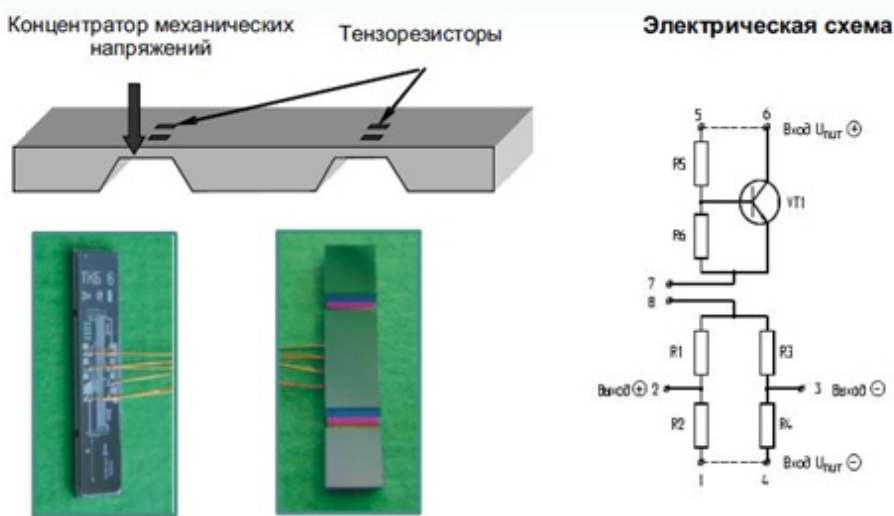 Концентратор механических
напряжений
Тензорезисторы
Электрическая схема
5
6
Вход Uпит ⊕
R5
VT1
R6
7
8
R1
R3
Выход ⊕ 2
3 Выход ⊖
R2
R4
Вход Uпит ⊖
1
4